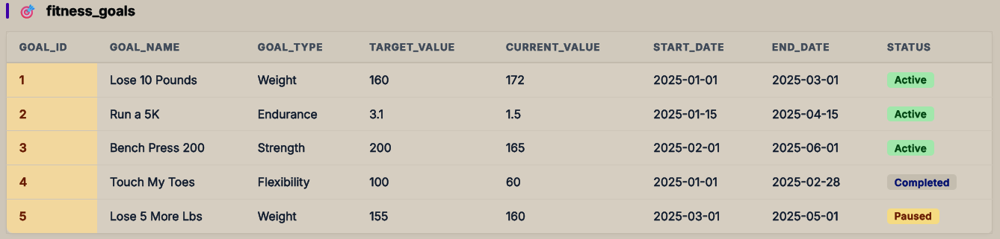 fitness_goals
GOAL_ID GOAL_NAME GOAL_TYPE TARGET_VALUE CURRENT_VALUE START_DATE END_DATE STATUS
1 Lose 10 Pounds Weight 160 172 2025-01-01 2025-03-01 Active
2 Run a 5K Endurance 3.1 1.5 2025-01-15 2025-04-15 Active
3 Bench Press 200 Strength 200 165 2025-02-01 2025-06-01 Active
4 Touch My Toes Flexibility 100 60 2025-01-01 2025-02-28 Completed
5 Lose 5 More Lbs Weight 155 160 2025-03-01 2025-05-01 Paused